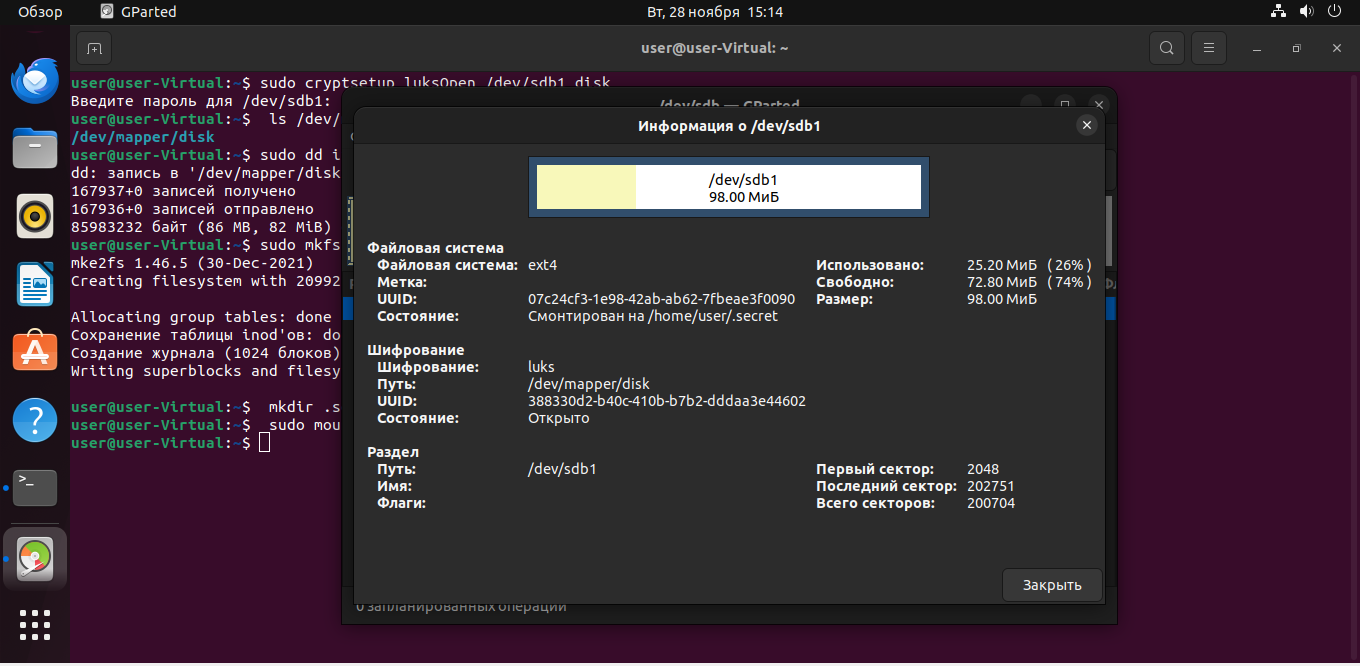 Обзор GParted Вт, 28 ноября 15:14
user@user-Virtual: ~
user@user-Virtual:~$ sudo cryptsetup luksOpen /dev/sdb1 disk
Введите пароль для /dev/sdb1:
user@user-Virtual:~$ ls /dev/
/dev/mapper/disk
user@user-Virtual:~$ sudo dd i
dd: запись в '/dev/mapper/disk
167937+0 записей получено
167936+0 записей отправлено
85983232 байт (86 MB, 82 MiB)
user@user-Virtual:~$ sudo mkfs
mke2fs 1.46.5 (30-Dec-2021)
Creating filesystem with 20992
Allocating group tables: done
Сохранение таблицы inod'ов: do
Создание журнала (1024 блоков)
Writing superblocks and filesy
user@user-Virtual:~$ mkdir .s
user@user-Virtual:~$ sudo mou
user@user-Virtual:~$
/dev/sdb — GParted
Информация о /dev/sdb1
/dev/sdb1
98.00 МиБ
Файловая система
Файловая система: ext4 Использовано: 25.20 МиБ ( 26% )
Метка: Свободно: 72.80 МиБ ( 74% )
UUID: 07c24cf3-1e98-42ab-ab62-7fbeae3f0090 Размер: 98.00 МиБ
Состояние: Смонтирован на /home/user/.secret
Шифрование
Шифрование: luks
Путь: /dev/mapper/disk
UUID: 388330d2-b40c-410b-b7b2-dddaa3e44602
Состояние: Открыто
Раздел
Путь: /dev/sdb1 Первый сектор: 2048
Имя: Последний сектор: 202751
Флаги: Всего секторов: 200704
Закрыть
0 запланированных операций